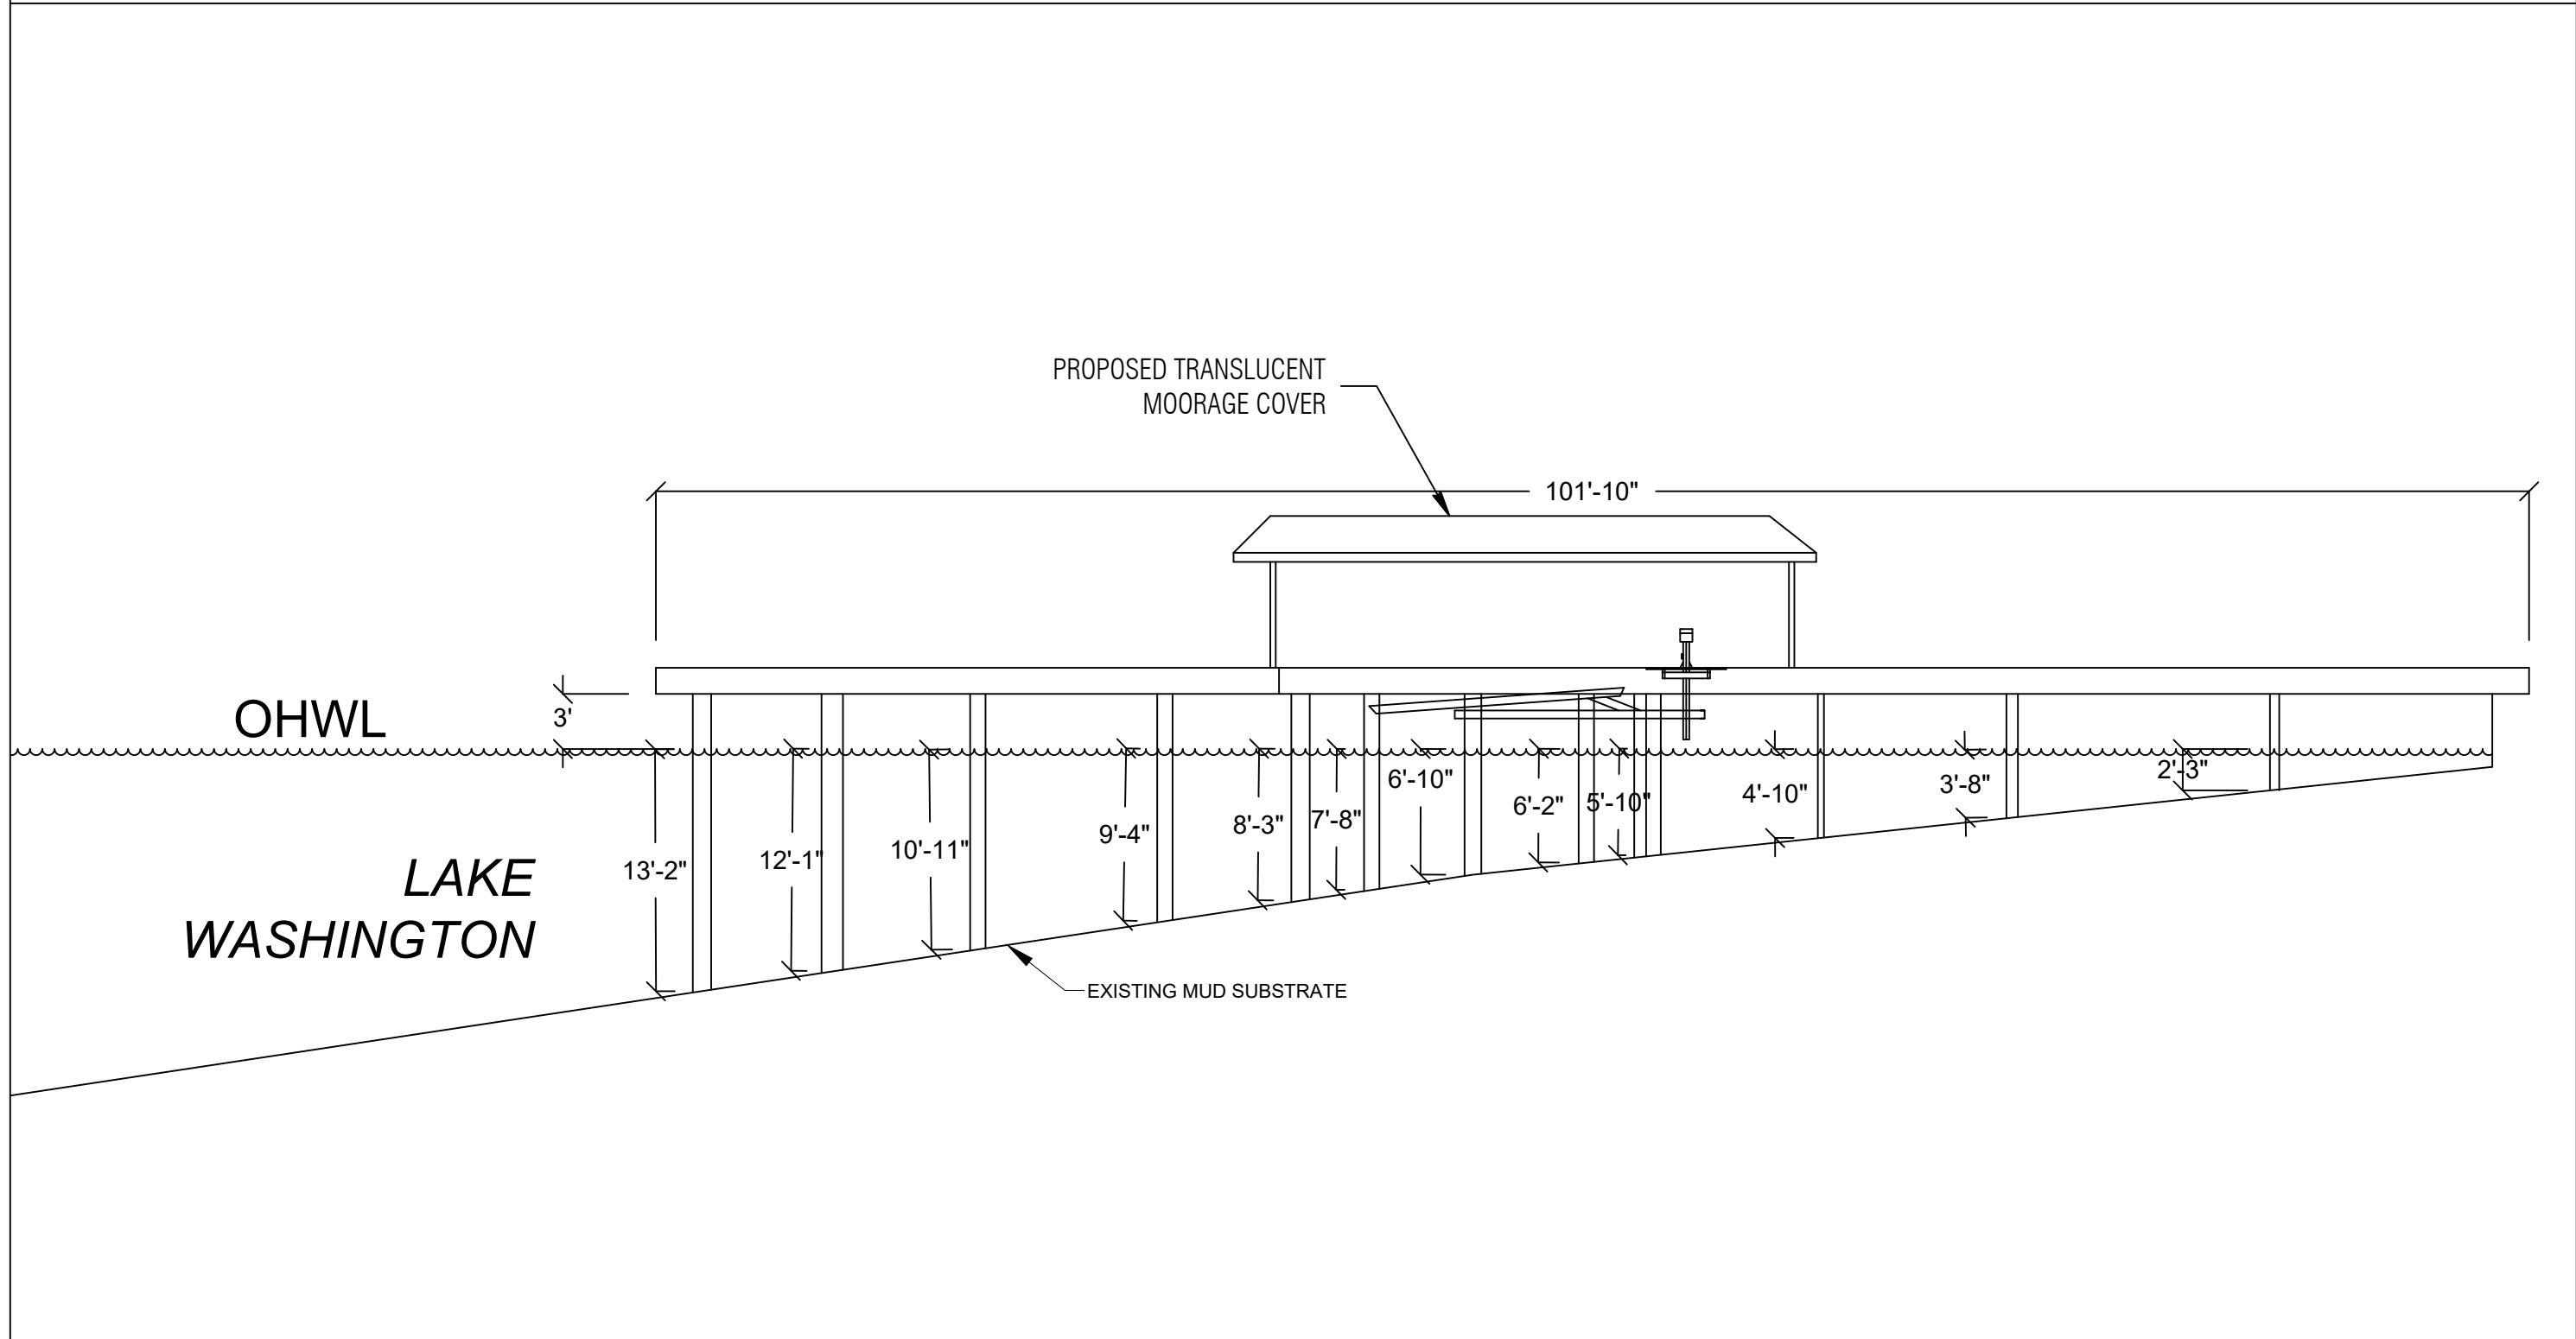 PROPOSED TRANSLUCENT
MOORAGE COVER
101'-10"
OHWL
3'
LAKE
WASHINGTON
13'-2"
12'-1"
10'-11"
9'-4"
8'-3"
7'-8"
6'-10"
6'-2"
5'-10"
4'-10"
3'-8"
2'-3"
EXISTING MUD SUBSTRATE